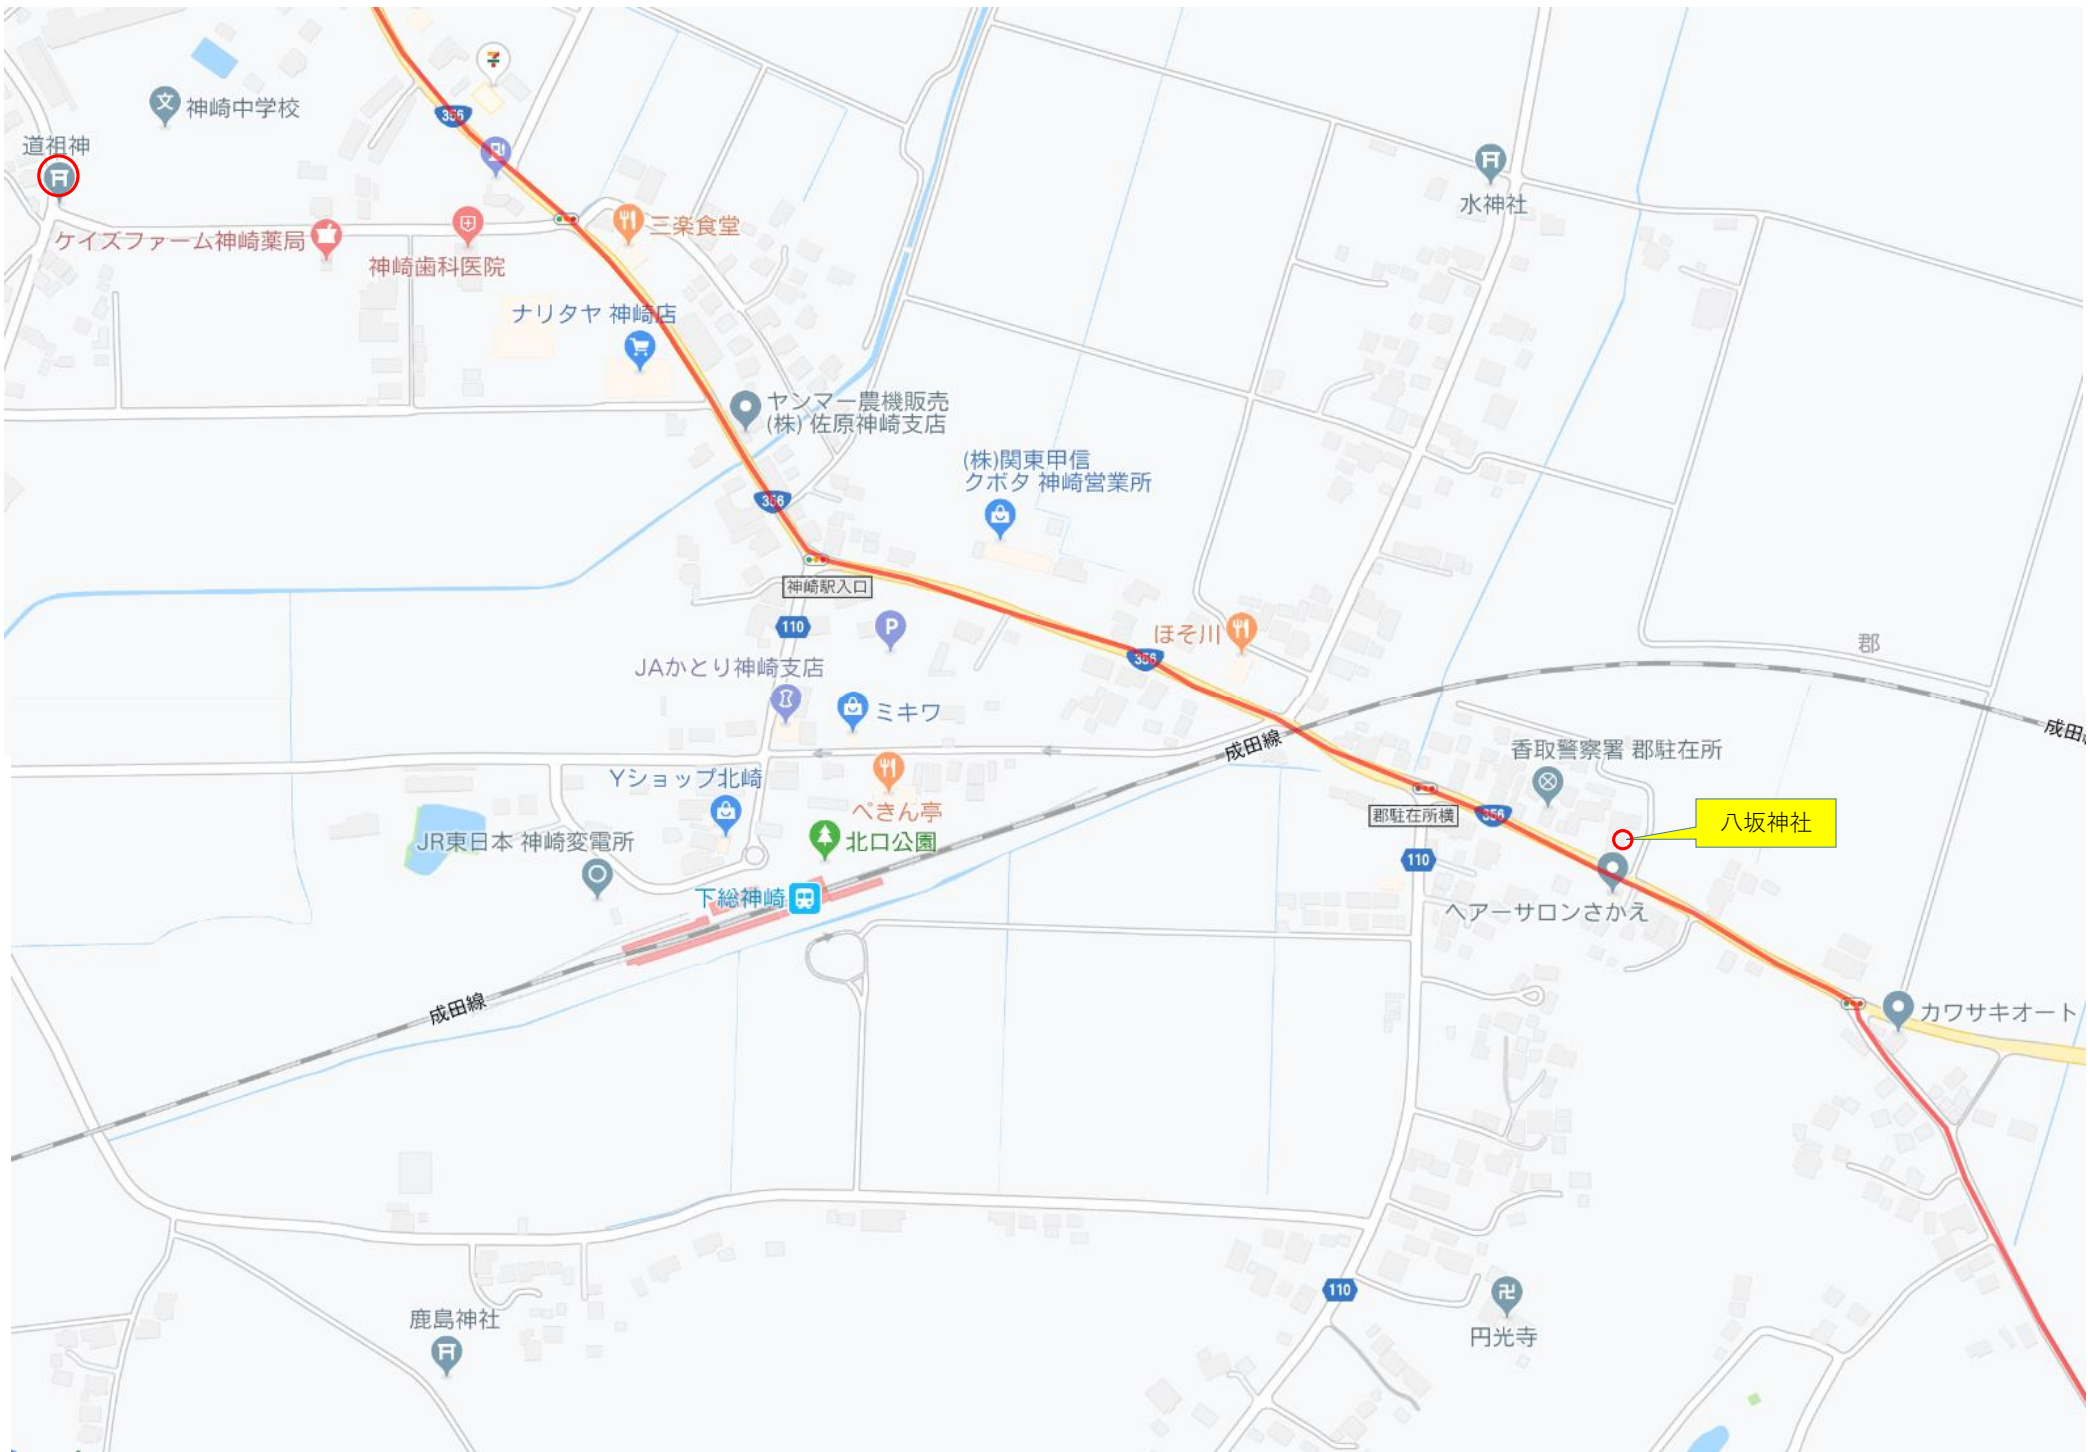 神崎中学校
356
道祖神
水神社
三楽食堂
ケイズファーム神崎薬局
神崎歯科医院
ナリタヤ 神崎店
ヤンマー農機販売
(株) 佐原神崎支店
(株)関東甲信
クボタ 神崎営業所
356
神崎駅入口
110
P
ほそ川
郡
356
JAかとり神崎支店
ミキワ
成田線
成田
香取警察署 郡駐在所
Yショップ北崎
ぺきん亭
郡駐在所横
356
八坂神社
JR東日本 神崎変電所
北口公園
110
下総神崎
ヘアーサロンさかえ
成田線
カワサキオート
110
鹿島神社
円光寺